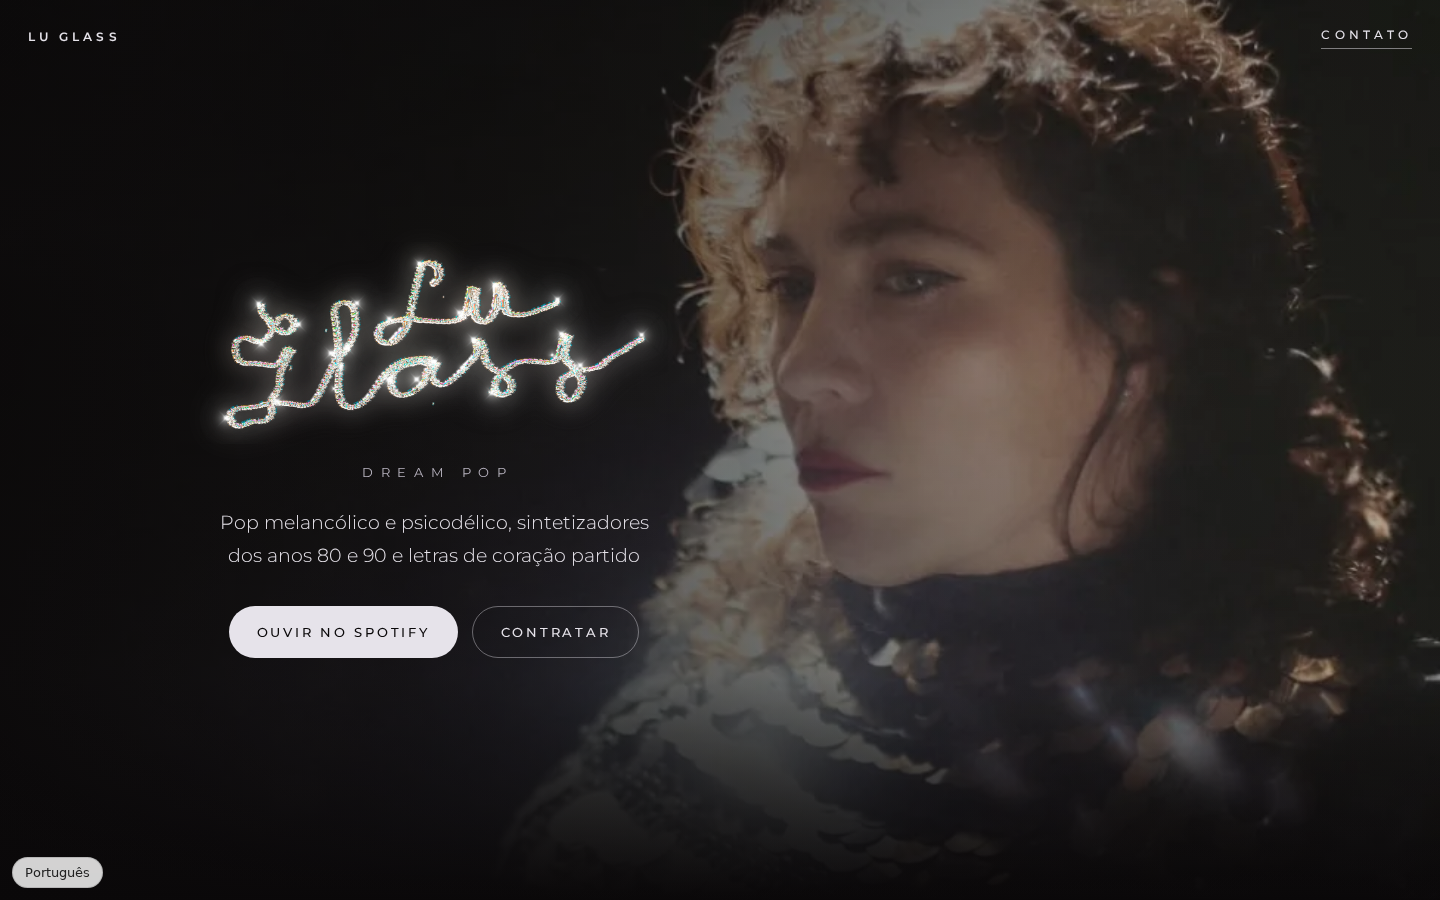 LU GLASS
CONTATO
Lu
Glass
DREAM POP
Pop melancólico e psicodélico, sintetizadores
dos anos 80 e 90 e letras de coração partido
OUVIR NO SPOTIFY
CONTRATAR
Português